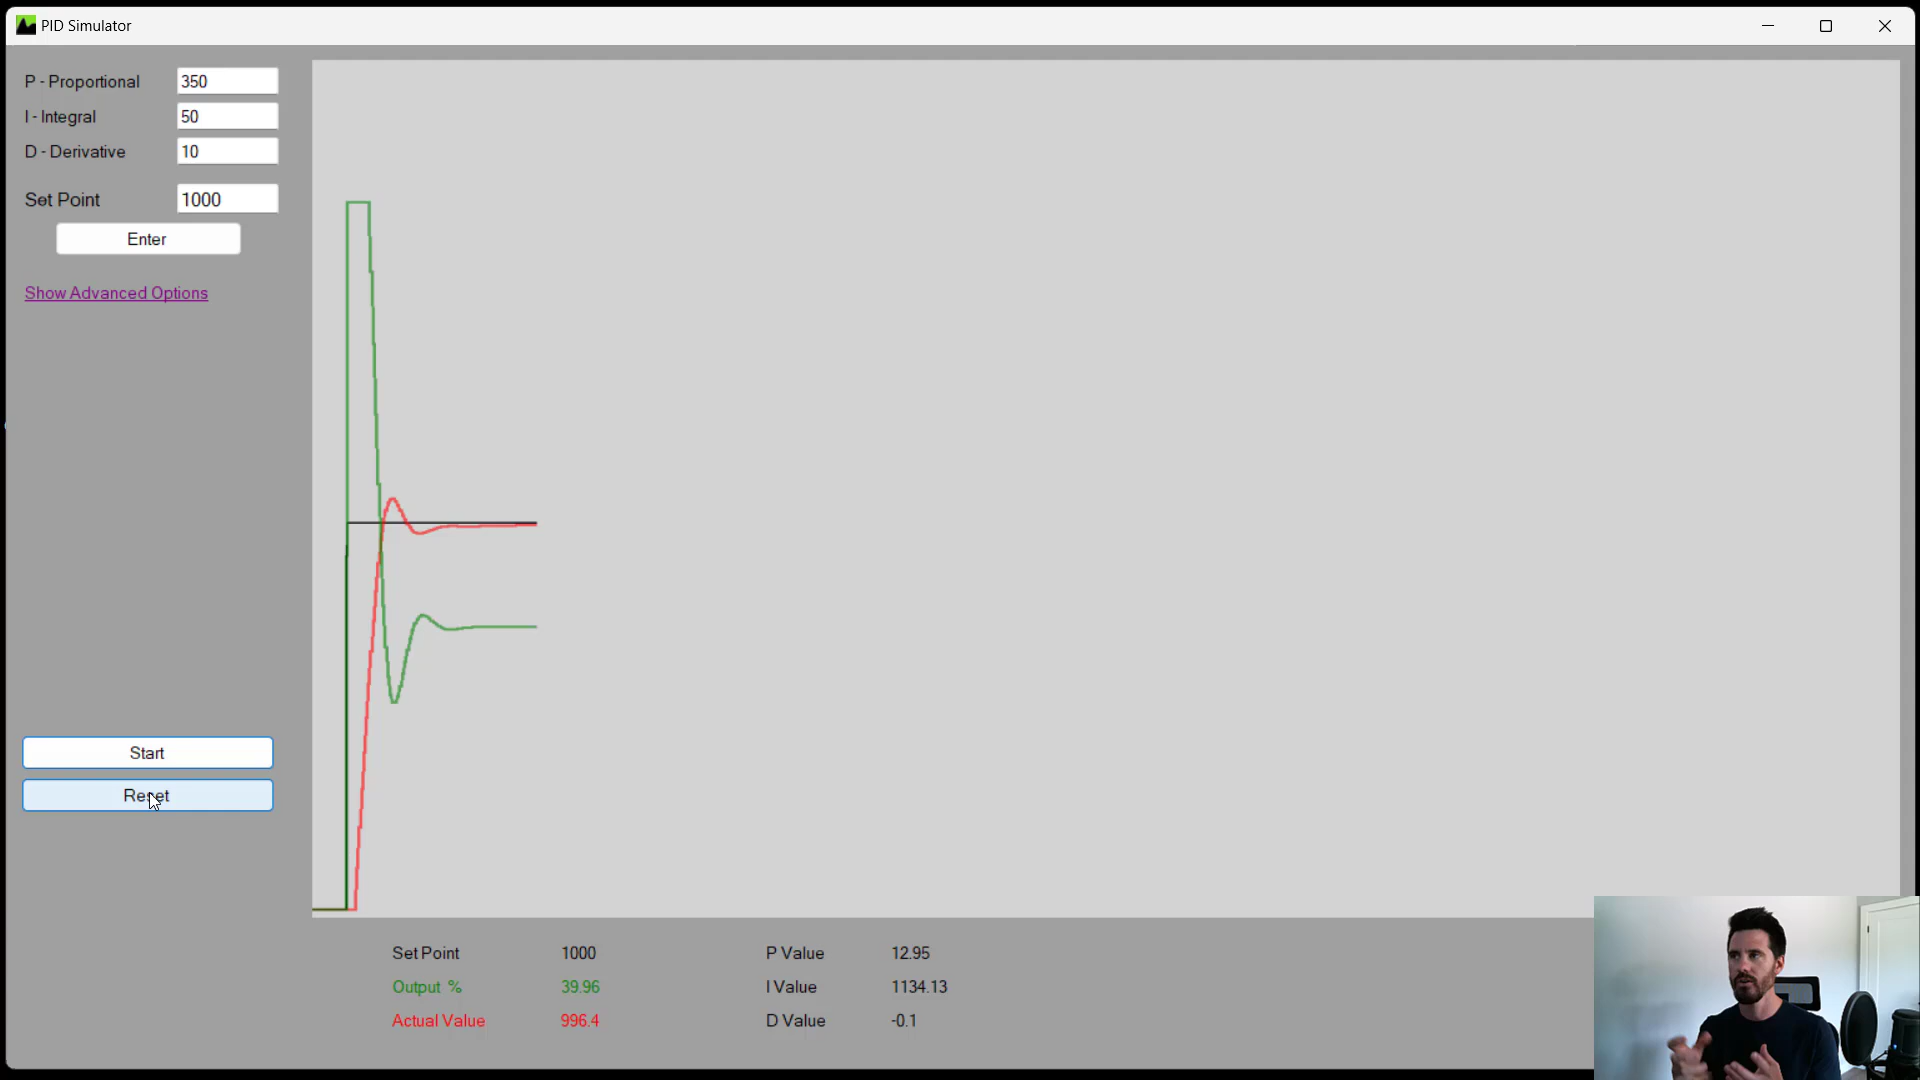 PID Simulator
P - Proportional 350
I - Integral 50
D - Derivative 10
Set Point 1000
Enter
Show Advanced Options
Start
Reset
Set Point 1000 P Value 12.95
Output % 39.96 I Value 1134.13
Actual Value 996.4 D Value -0.1